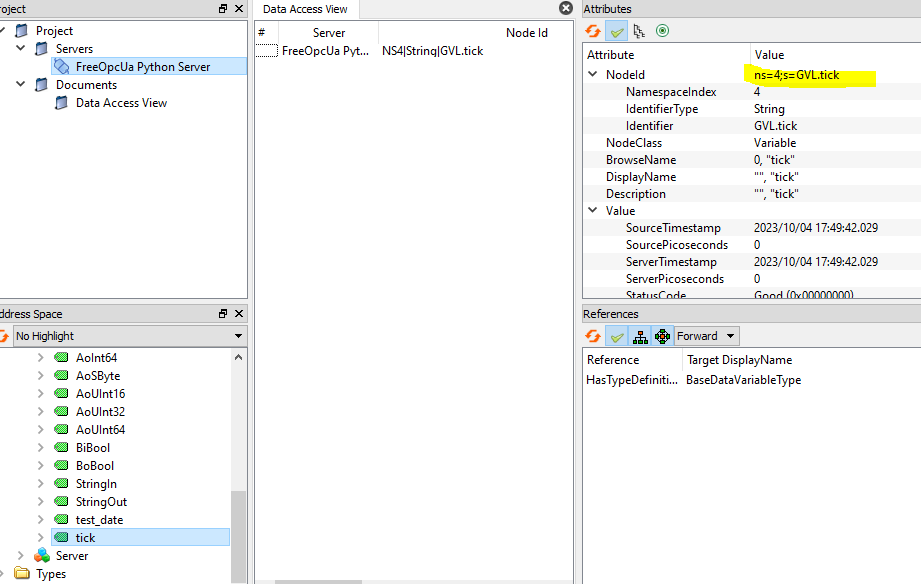 roject
Project
Servers
FreeOpcUa Python Server
Documents
Data Access View
ddress Space
No Highlight
AoInt64
AoSByte
AoUInt16
AoUInt32
AoUInt64
BiBool
BoBool
StringIn
StringOut
test_date
tick
Server
Types
Data Access View
# Server Node Id
FreeOpcUa Pyt... NS4|String|GVL.tick
Attributes
Attribute Value
NodeId ns=4;s=GVL.tick
NamespaceIndex 4
IdentifierType String
Identifier GVL.tick
NodeClass Variable
BrowseName 0, "tick"
DisplayName "", "tick"
Description "", "tick"
Value
SourceTimestamp 2023/10/04 17:49:42.029
SourcePicoseconds 0
ServerTimestamp 2023/10/04 17:49:42.029
ServerPicoseconds 0
StatusCode Good (0x00000000)
References
Forward
Reference Target DisplayName
HasTypeDefiniti... BaseDataVariableType